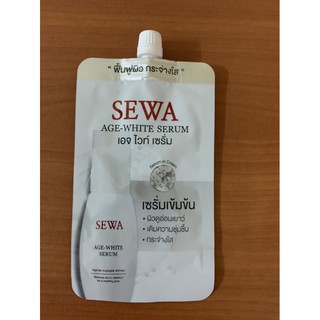 " ฟื้นฟูผิว กระจ่างใส "
SEWA
AGE-WHITE SERUM
เอจ ไวท์ เซรั่ม
Serum in Cream
เซรั่มเข้มข้น
• ผิวดูอ่อนเยาว์
• เติมความชุ่มชื้น
• กระจ่างใส
SEWA
AGE-WHITE
SERUM